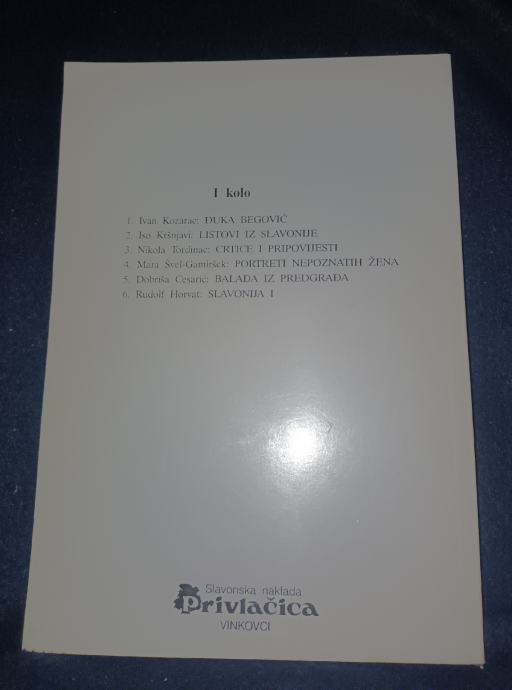 I kolo
1. Ivan Kozarac: ĐUKA BEGOVIĆ
2. Iso Kršnjavi: LISTOVI IZ SLAVONIJE
3. Nikola Tordinac: CRTICE I PRIPOVIJESTI
4. Mara Švel-Gamiršek: PORTRETI NEPOZNATIH ŽENA
5. Dobriša Cesarić: BALADA IZ PREDGRAĐA
6. Rudolf Horvat: SLAVONIJA I
Slavonska naklada
Privlačica
VINKOVCI